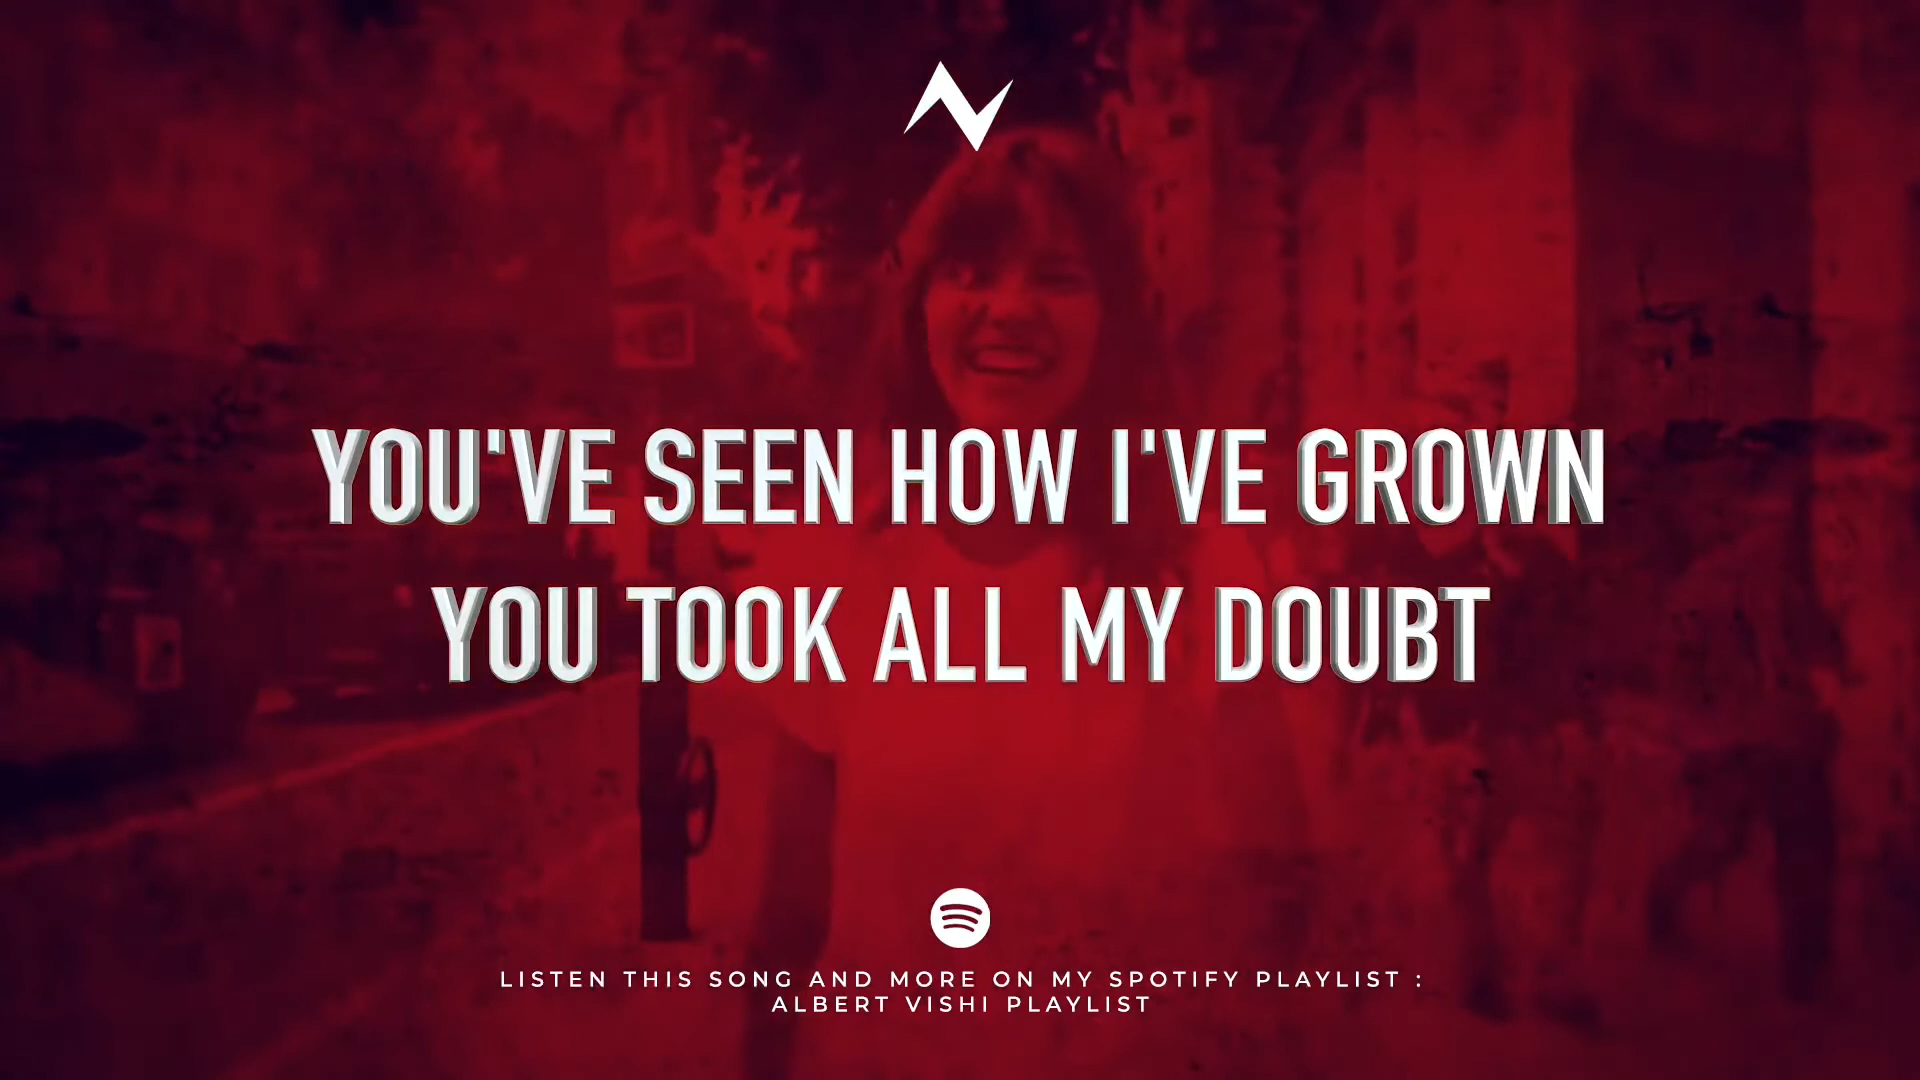 YOU'VE SEEN HOW I'VE GROWN
YOU TOOK ALL MY DOUBT
LISTEN THIS SONG AND MORE ON MY SPOTIFY PLAYLIST :
ALBERT VISHI PLAYLIST